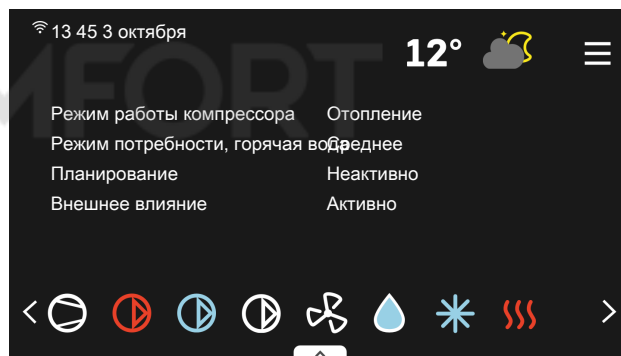 13 45 3 октября
12°
Режим работы компрессора Отопление
Режим потребности, горячая вода Среднее
Планирование Неактивно
Внешнее влияние Активно